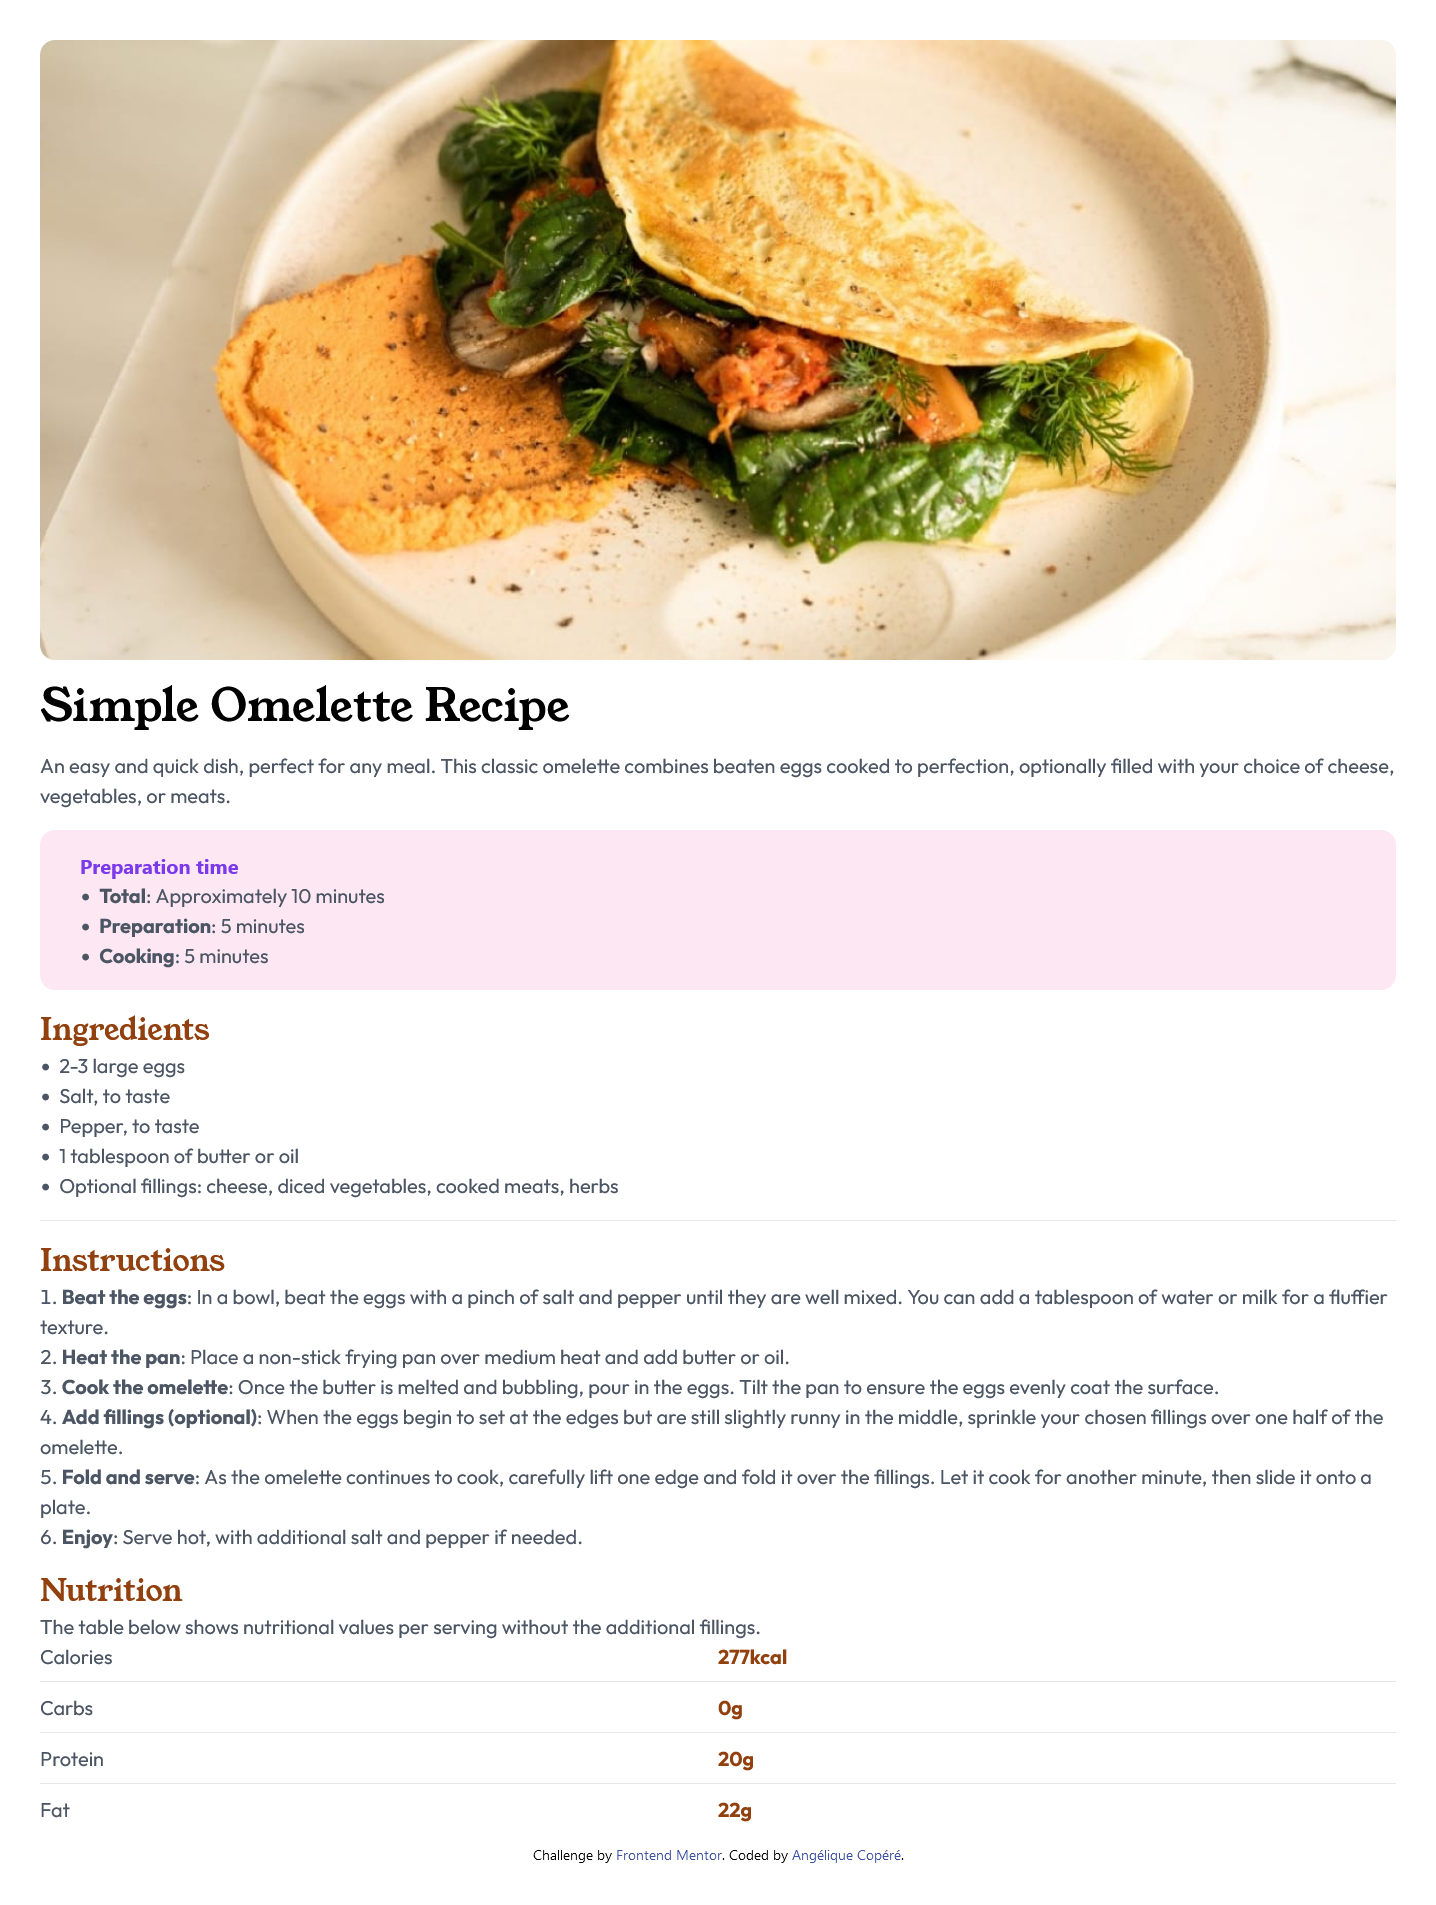 Simple Omelette Recipe
An easy and quick dish, perfect for any meal. This classic omelette combines beaten eggs cooked to perfection, optionally filled with your choice of cheese,
vegetables, or meats.
Preparation time
• Total: Approximately 10 minutes
• Preparation: 5 minutes
• Cooking: 5 minutes
Ingredients
• 2-3 large eggs
• Salt, to taste
• Pepper, to taste
• 1 tablespoon of butter or oil
• Optional fillings: cheese, diced vegetables, cooked meats, herbs
Instructions
1. Beat the eggs: In a bowl, beat the eggs with a pinch of salt and pepper until they are well mixed. You can add a tablespoon of water or milk for a fluffier
texture.
2. Heat the pan: Place a non-stick frying pan over medium heat and add butter or oil.
3. Cook the omelette: Once the butter is melted and bubbling, pour in the eggs. Tilt the pan to ensure the eggs evenly coat the surface.
4. Add fillings (optional): When the eggs begin to set at the edges but are still slightly runny in the middle, sprinkle your chosen fillings over one half of the
omelette.
5. Fold and serve: As the omelette continues to cook, carefully lift one edge and fold it over the fillings. Let it cook for another minute, then slide it onto a
plate.
6. Enjoy: Serve hot, with additional salt and pepper if needed.
Nutrition
The table below shows nutritional values per serving without the additional fillings.
Calories 277kcal
Carbs 0g
Protein 20g
Fat 22g
Challenge by Frontend Mentor. Coded by Angélique Copéré.